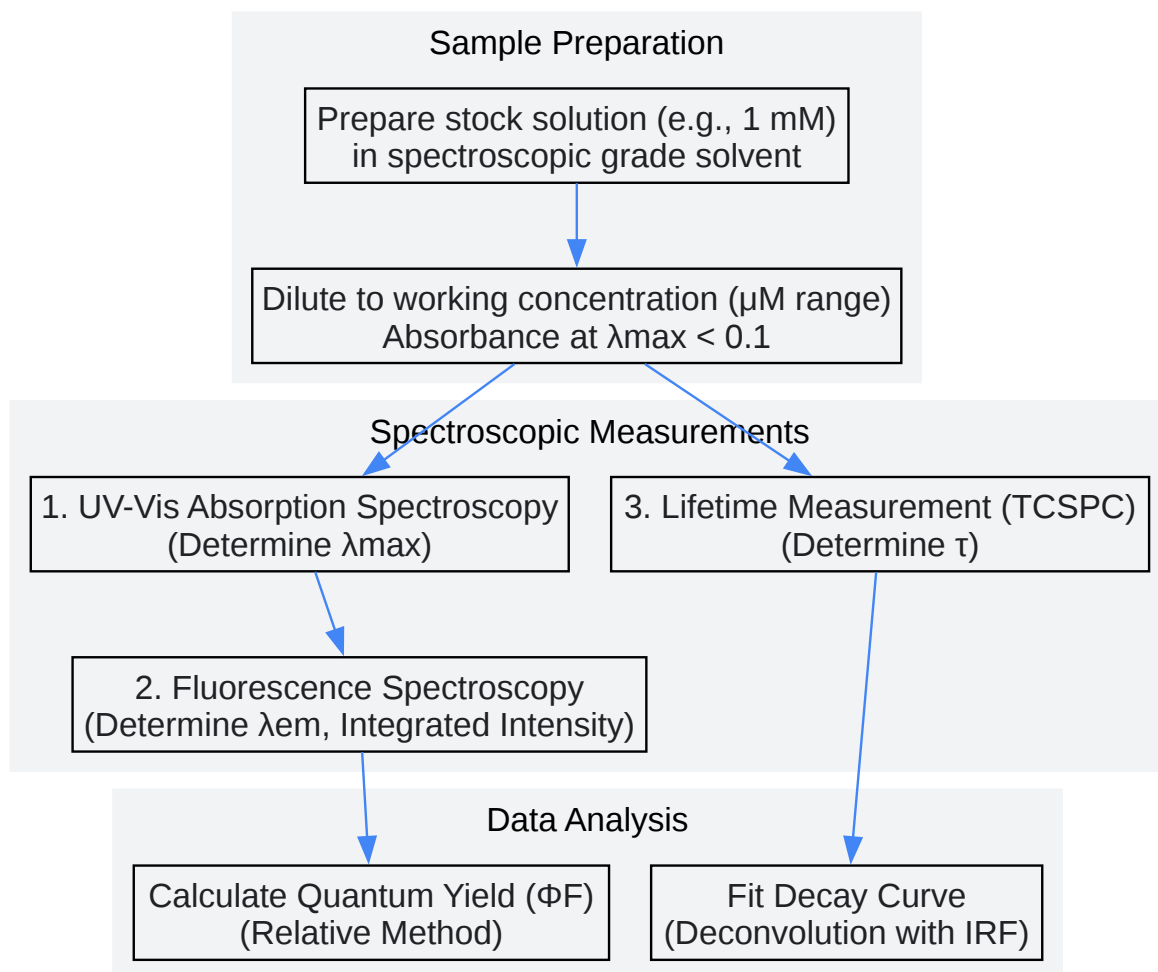 Sample Preparation
Prepare stock solution (e.g., 1 mM)
in spectroscopic grade solvent
Dilute to working concentration (μM range)
Absorbance at λmax < 0.1
Spectroscopic Measurements
1. UV-Vis Absorption Spectroscopy
(Determine λmax)
3. Lifetime Measurement (TCSPC)
(Determine τ)
2. Fluorescence Spectroscopy
(Determine λem, Integrated Intensity)
Data Analysis
Calculate Quantum Yield (ΦF)
(Relative Method)
Fit Decay Curve
(Deconvolution with IRF)